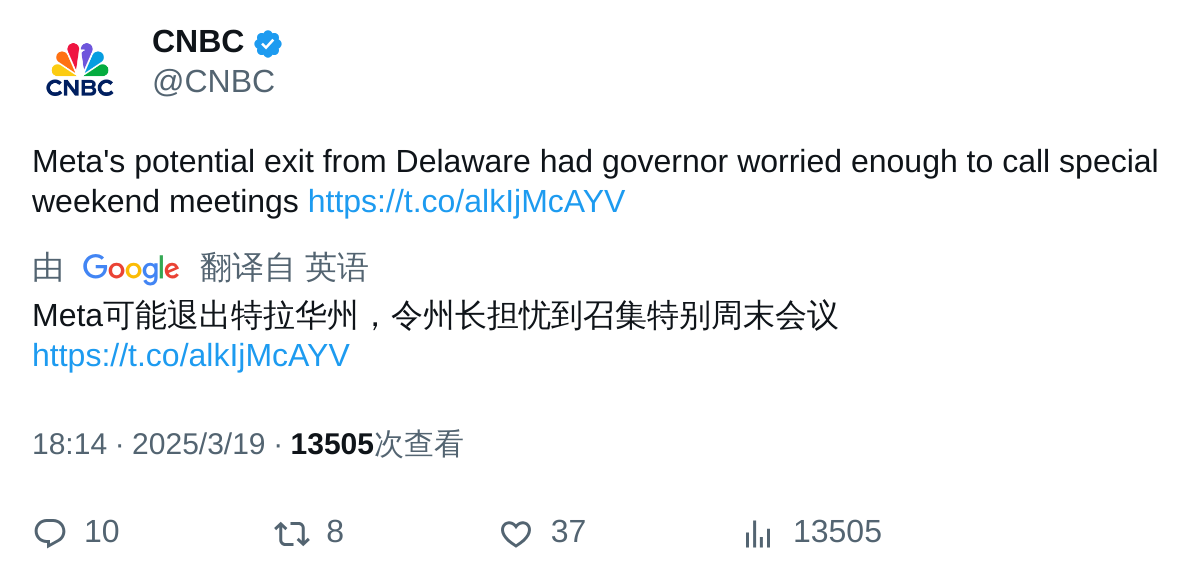 CNBC
CNBC
@CNBC
Meta's potential exit from Delaware had governor worried enough to call special
weekend meetings https://t.co/alkIjMcAYV
由 Google 翻译自 英语
Meta可能退出特拉华州，令州长担忧到召集特别周末会议
https://t.co/alkIjMcAYV
18:14 · 2025/3/19 · 13505次查看
10 8 37 13505